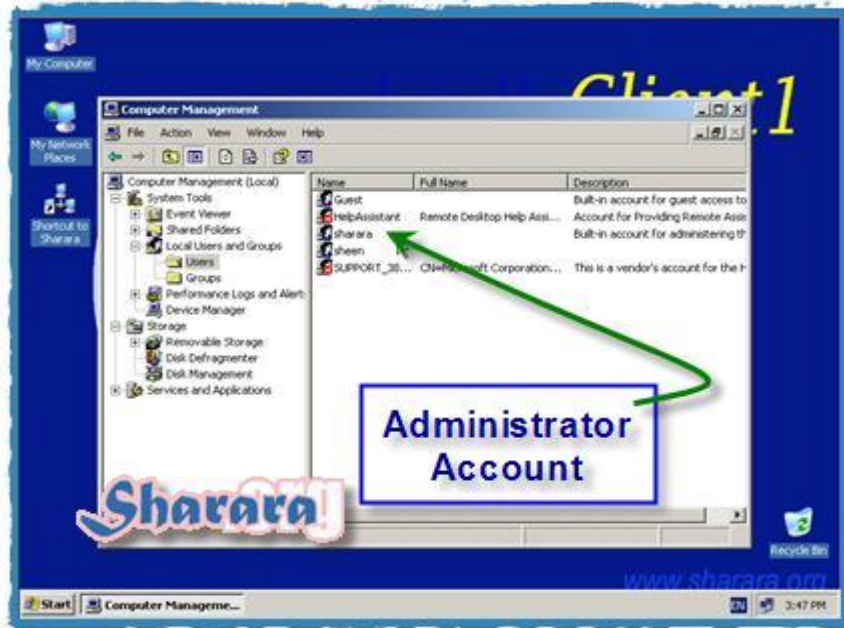 My Computer
Client1
Computer Management
File Action View Window Help
My Network
Places
Computer Management (Local)
System Tools
Event Viewer
Shared Folders
Local Users and Groups
Users
Groups
Performance Logs and Alert
Device Manager
Storage
Removable Storage
Disk Defragmenter
Disk Management
Services and Applications
Name Full Name Description
Guest Built-in account for guest access to
HelpAssistant Remote Desktop Help Assi... Account for Providing Remote Assis
sharara Built-in account for administering th
sheen
SUPPORT_38... CN=Microsoft Corporation... This is a vendor's account for the H
Shortcut to
Sharara
Administrator
Account
Sharara
org
Recycle Bin
www.sharara.org
Start Computer Manageme... EN 3:47 PM